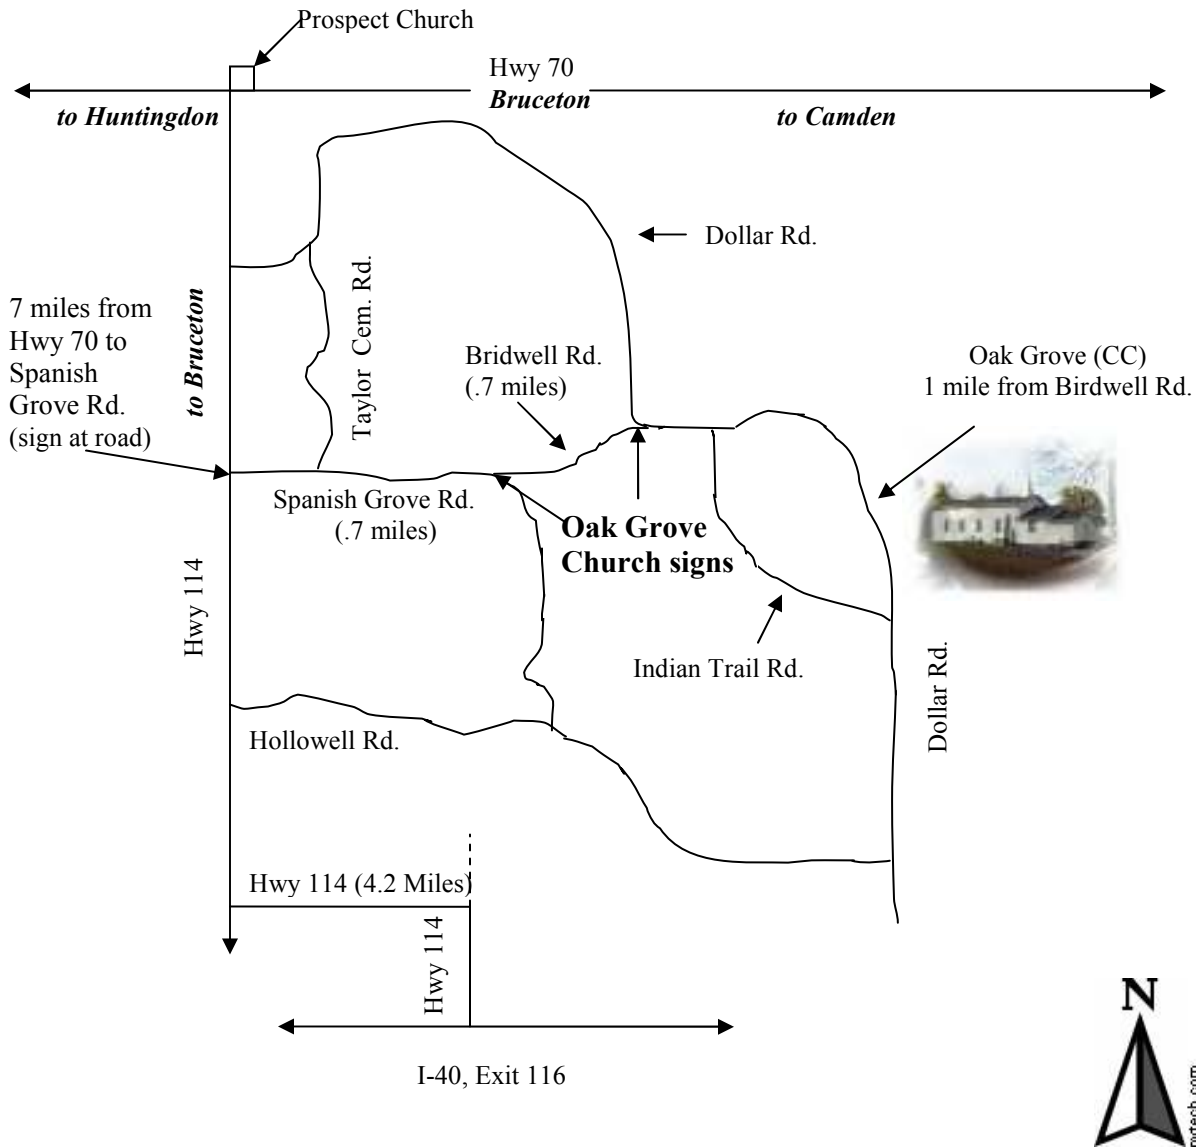 Prospect Church
Hwy 70
Bruceton
to Huntingdon
to Camden
Dollar Rd.
7 miles from
Hwy 70 to
Spanish
Grove Rd.
(sign at road)
to Bruceton
Taylor Cem. Rd.
Bridwell Rd.
(.7 miles)
Oak Grove (CC)
1 mile from Birdwell Rd.
Spanish Grove Rd.
(.7 miles)
Oak Grove
Church signs
Hwy 114
Indian Trail Rd.
Dollar Rd.
Hollowell Rd.
Hwy 114 (4.2 Miles)
Hwy 114
I-40, Exit 116
N